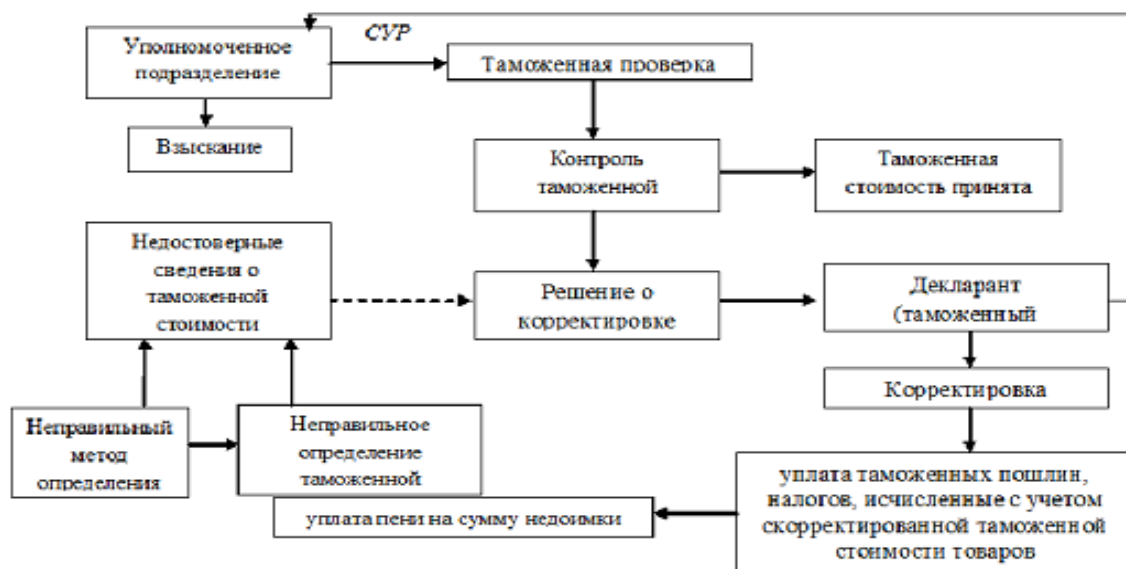 Уполномоченное
подразделение
СУР
Таможенная проверка
Взыскание
Контроль
таможенной
Таможенная
стоимость принята
Недостоверные
сведения о
таможенной
стоимости
Решение о
корректировке
Декларант
(таможенный
Корректировка
Неправильный
метод
определения
Неправильное
определение
таможенной
уплата таможенных пошлин,
налогов, исчисленные с учетом
скорректированной таможенной
стоимости товаров
уплата пени на сумму недоимки